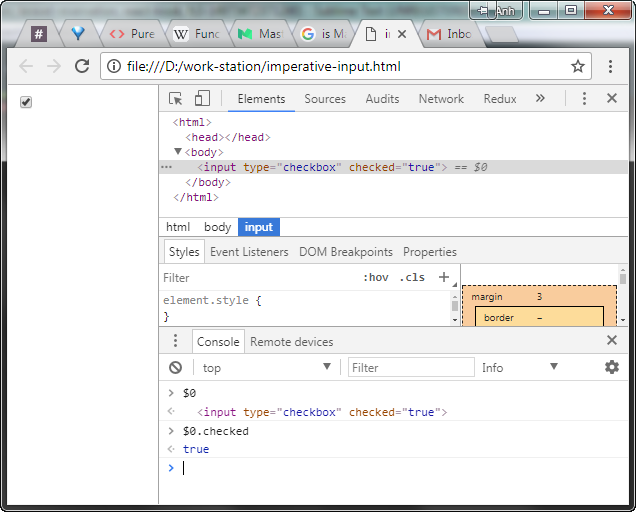 Anh
# Y <> Pure W Func Mast G is M in Inbo
file:///D:/work-station/imperative-input.html
Elements Sources Audits Network Redux »
<html>
<head></head>
<body>
... <input type="checkbox" checked="true"> == $0
</body>
</html>
html body input
Styles Event Listeners DOM Breakpoints Properties
Filter :hov .cls +
element.style {
}
margin 3
border –
Console Remote devices
top Filter Info
> $0
<input type="checkbox" checked="true">
> $0.checked
true
>